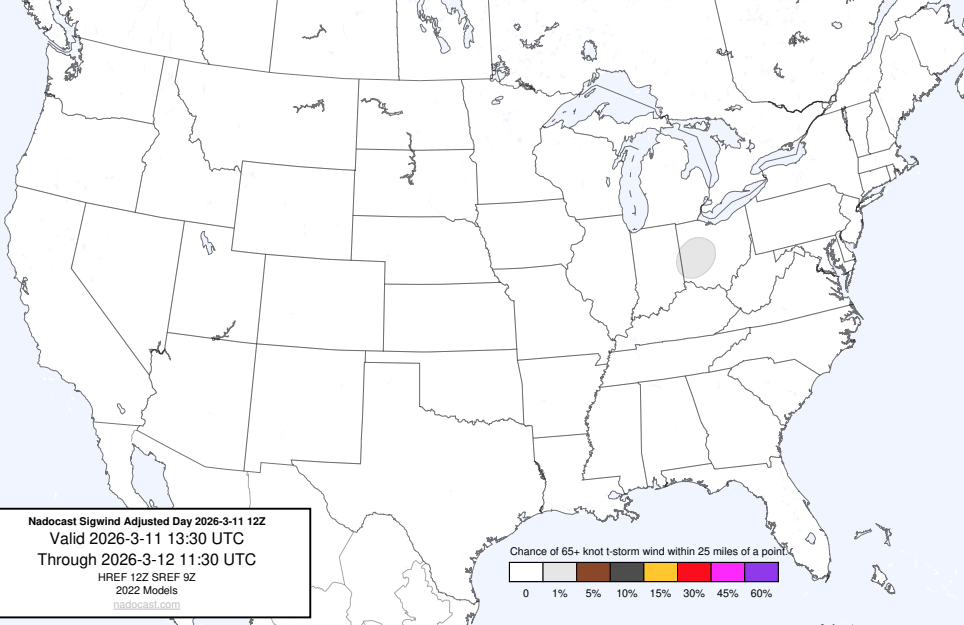 Nadocast Sigwind Adjusted Day 2026-3-11 12Z
Valid 2026-3-11 13:30 UTC
Through 2026-3-12 11:30 UTC
HREF 12Z SREF 9Z
2022 Models
nadocast.com
Chance of 65+ knot t-storm wind within 25 miles of a point.
0 1% 5% 10% 15% 30% 45% 60%